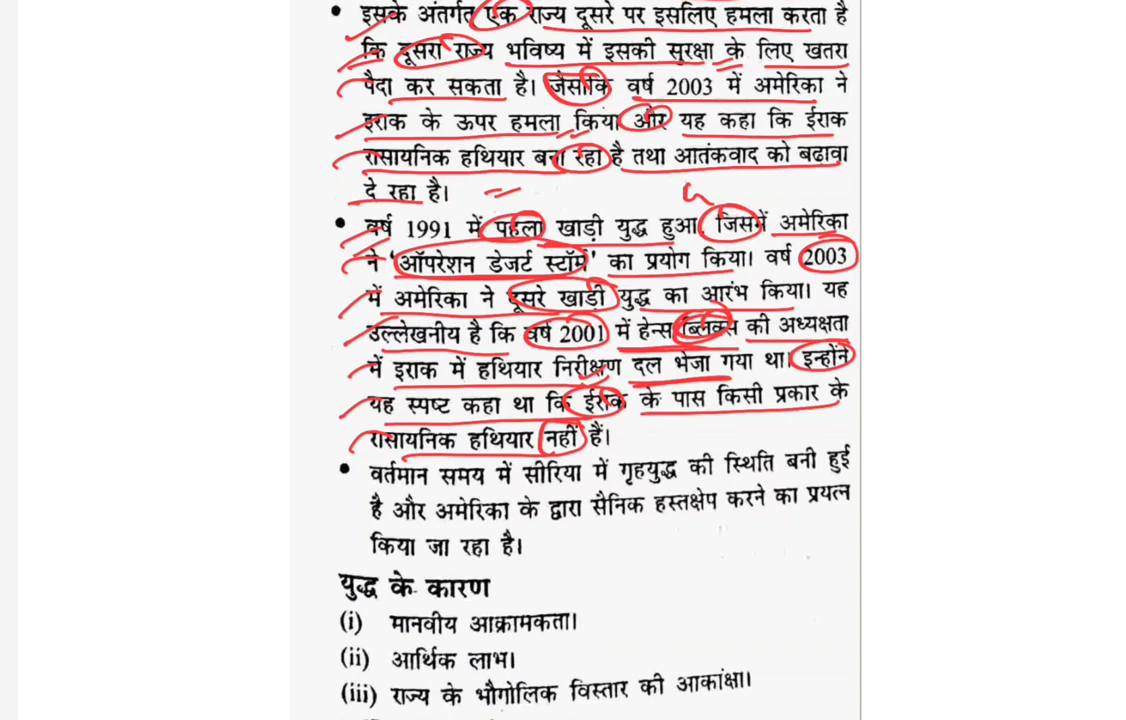 इसके अंतर्गत एक राज्य दूसरे पर इसलिए हमला करता है
कि दूसरा राज्य भविष्य में इसकी सुरक्षा के लिए खतरा
पैदा कर सकता है। जैसाकि वर्ष 2003 में अमेरिका ने
इराक के ऊपर हमला किया और यह कहा कि ईराक
रासायनिक हथियार बना रहा है तथा आतंकवाद को बढावा
दे रहा है।
वर्ष 1991 में पहला खाड़ी युद्ध हुआ, जिसमें अमेरिका
ने 'ऑपरेशन डेजर्ट स्टॉर्म' का प्रयोग किया। वर्ष 2003
में अमेरिका ने दूसरे खाड़ी युद्ध का आरंभ किया। यह
उल्लेखनीय है कि वर्ष 2001 में हेन्स ब्लिक्स की अध्यक्षता
में इराक में हथियार निरीक्षण दल भेजा गया था। इन्होंने
यह स्पष्ट कहा था कि ईराक के पास किसी प्रकार के
रासायनिक हथियार नहीं हैं।
वर्तमान समय में सीरिया में गृहयुद्ध की स्थिति बनी हुई
है और अमेरिका के द्वारा सैनिक हस्तक्षेप करने का प्रयत्न
किया जा रहा है।
युद्ध के कारण
(i) मानवीय आक्रामकता।
(ii) आर्थिक लाभ।
(iii) राज्य के भौगोलिक विस्तार की आकांक्षा।